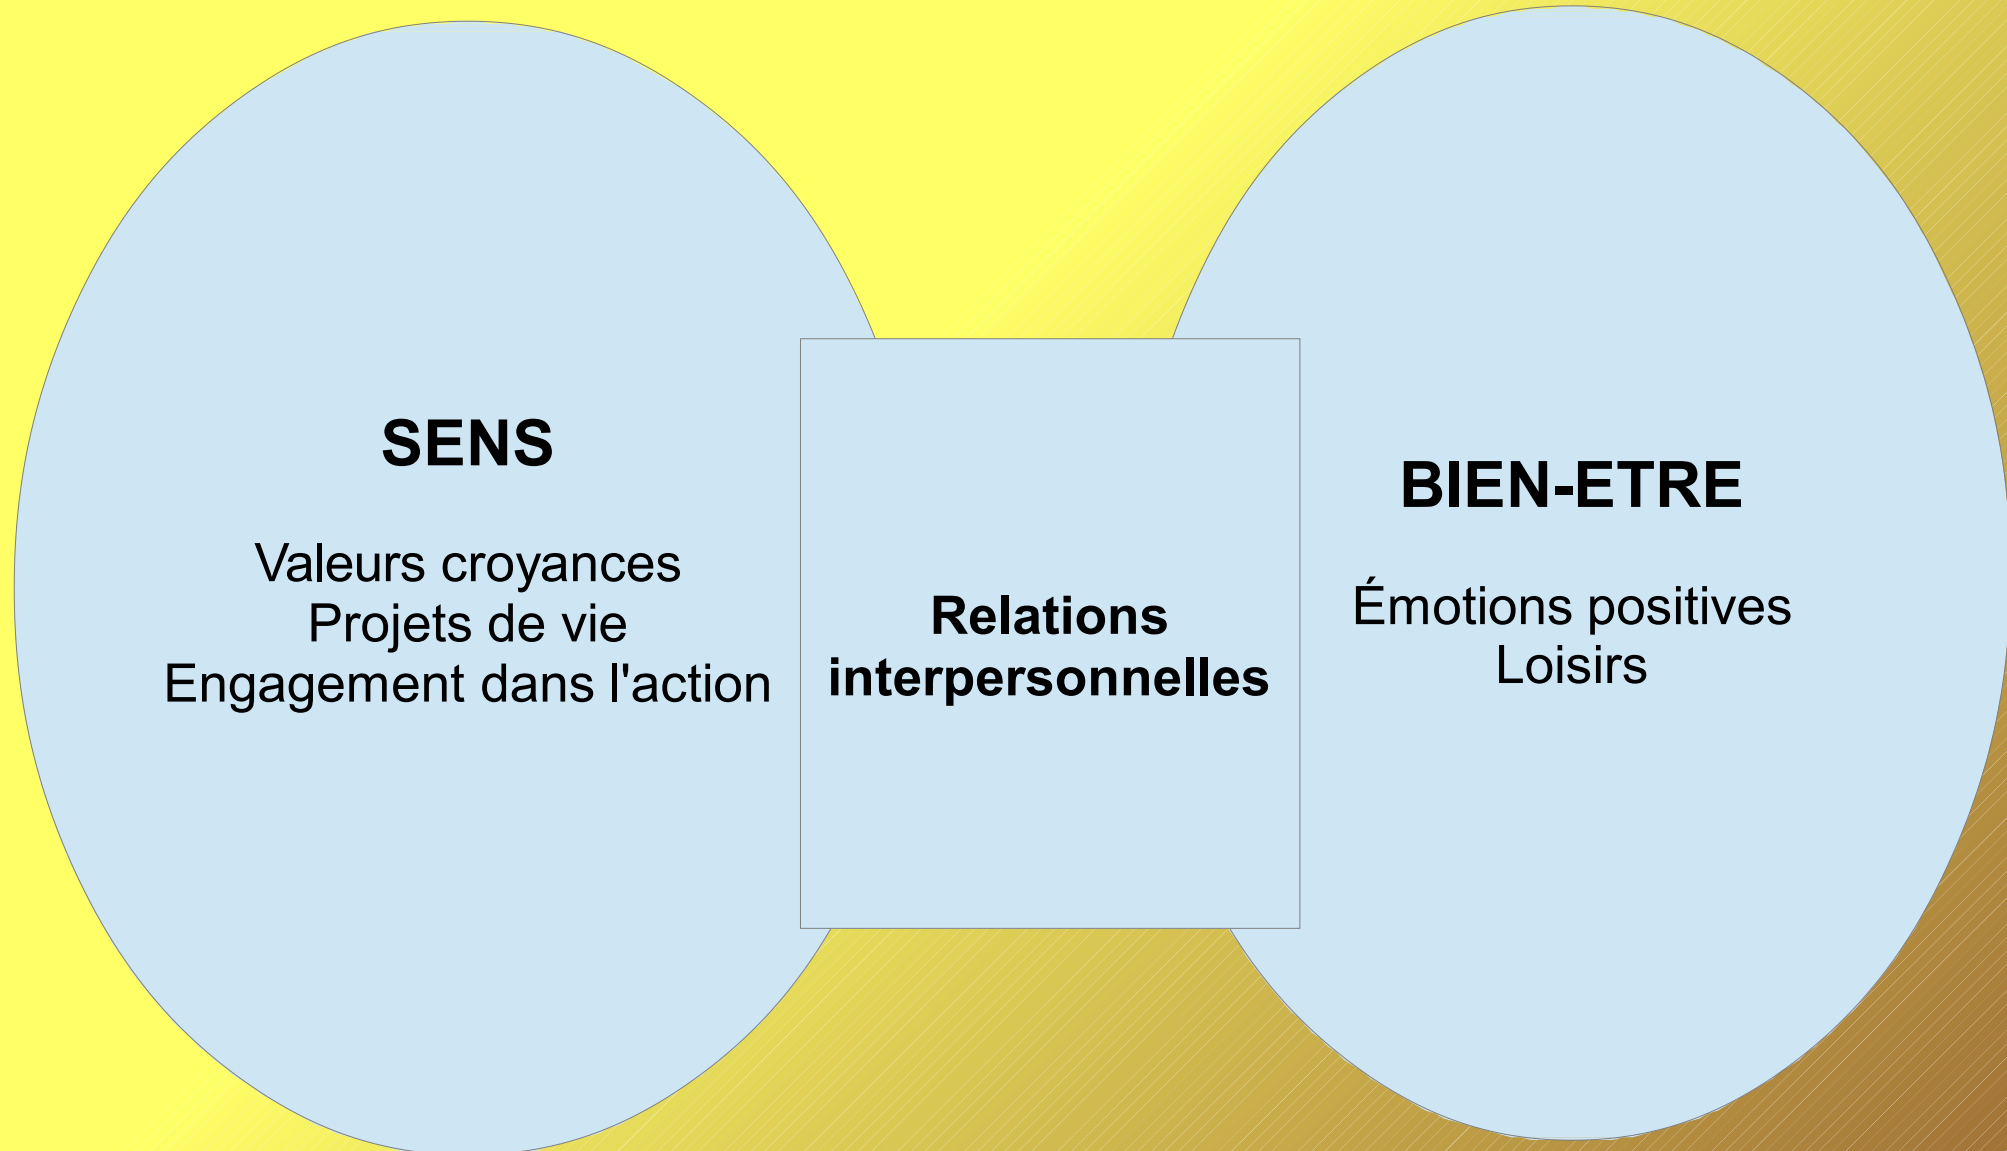 SENS
Valeurs croyances
Projets de vie
Engagement dans l'action
Relations
interpersonnelles
BIEN-ETRE
Émotions positives
Loisirs